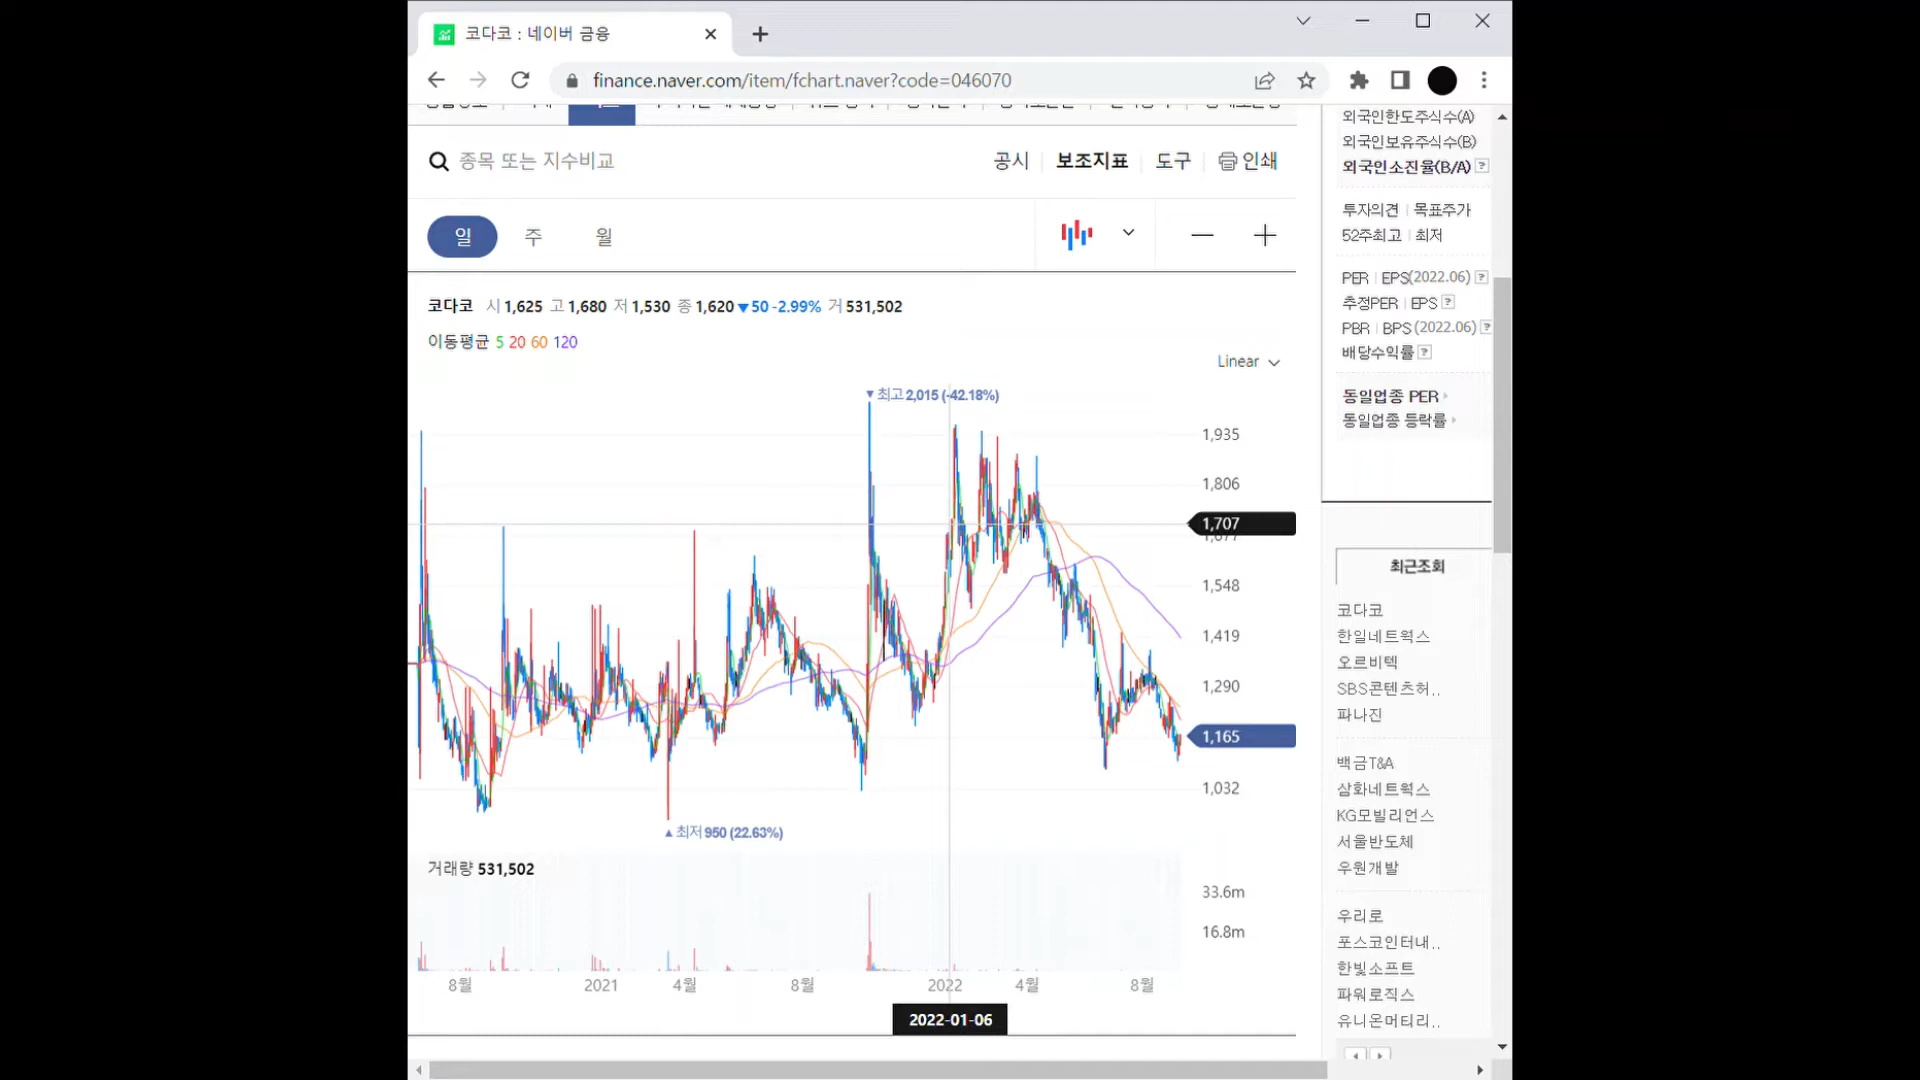 코다코 : 네이버 금융
finance.naver.com/item/fchart.naver?code=046070
종목 또는 지수비교
공시 보조지표 도구 인쇄
일 주 월
코다코 시 1,625 고 1,680 저 1,530 종 1,620 ▼50 -2.99% 거 531,502
이동평균 5 20 60 120
Linear
▼최고 2,015 (-42.18%)
1,935
1,806
1,707
1,677
1,548
1,419
1,290
1,165
1,032
▲최저 950 (22.63%)
거래량 531,502
33.6m
16.8m
8월 2021 4월 8월 2022 4월 8월
2022-01-06
외국인한도주식수(A)
외국인보유주식수(B)
외국인소진율(B/A) ?
투자의견 | 목표주가
52주최고 | 최저
PER | EPS(2022.06) ?
추정PER | EPS ?
PBR | BPS (2022.06) ?
배당수익률 ?
동일업종 PER
동일업종 등락률
최근조회
코다코
한일네트웍스
오르비텍
SBS콘텐츠허..
파나진
백금T&A
삼화네트웍스
KG모빌리언스
서울반도체
우원개발
우리로
포스코인터내..
한빛소프트
파워로직스
유니온머티리..